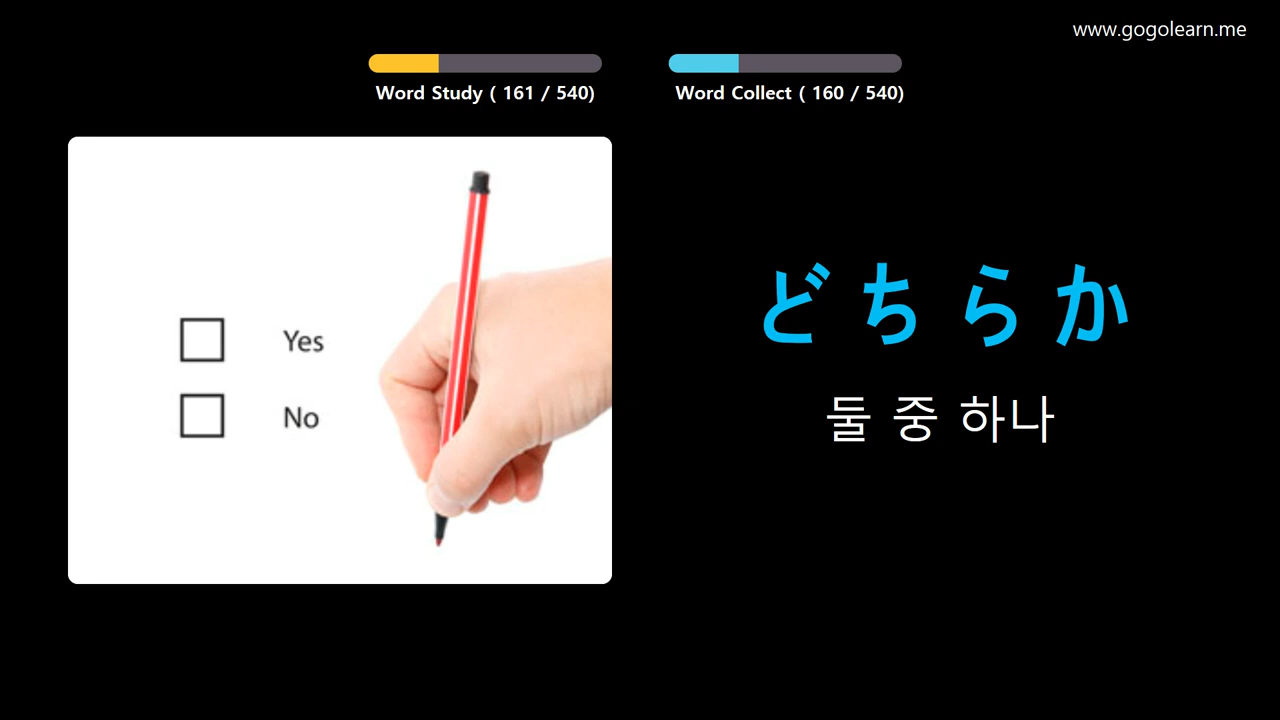 www.gogolearn.me
Word Study ( 161 / 540)
Word Collect ( 160 / 540)
Yes
No
どちらか
둘 중 하나